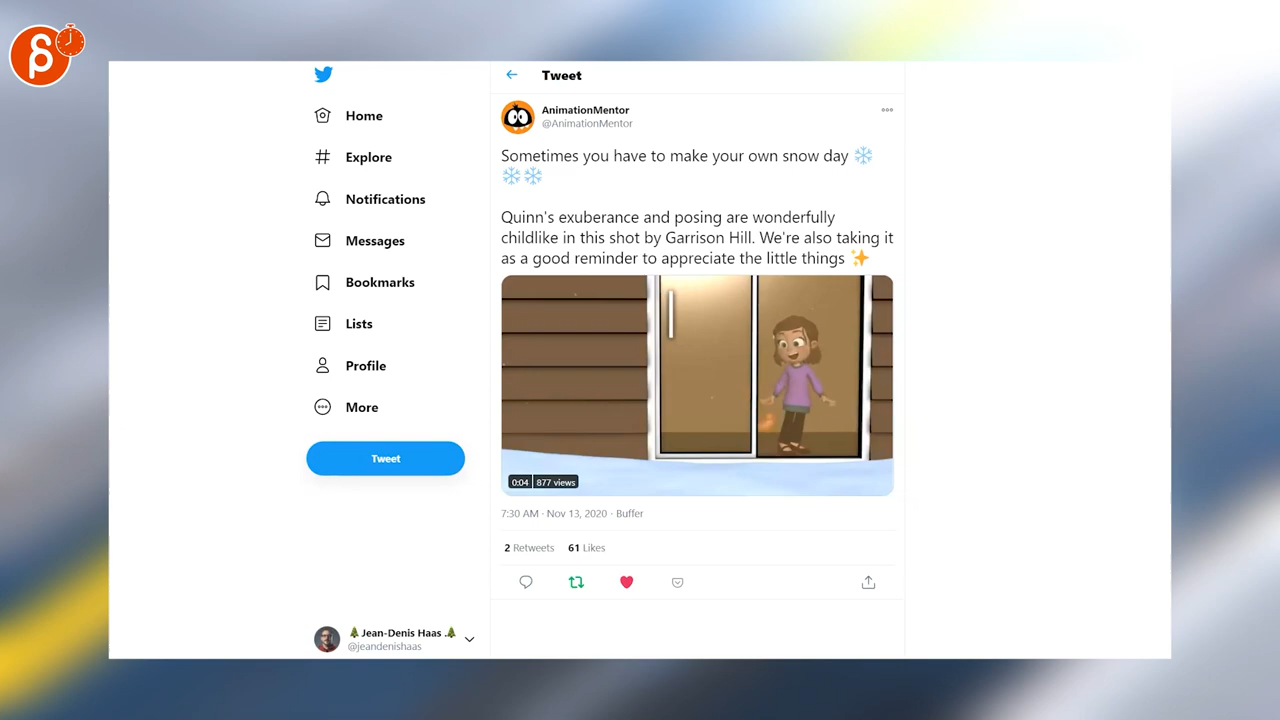 Home
Explore
Notifications
Messages
Bookmarks
Lists
Profile
More
Tweet
Jean-Denis Haas
@jeandenishaas
Tweet
AnimationMentor
@AnimationMentor
Sometimes you have to make your own snow day
Quinn's exuberance and posing are wonderfully
childlike in this shot by Garrison Hill. We're also taking it
as a good reminder to appreciate the little things
0:04 877 views
7:30 AM · Nov 13, 2020 · Buffer
2 Retweets 61 Likes